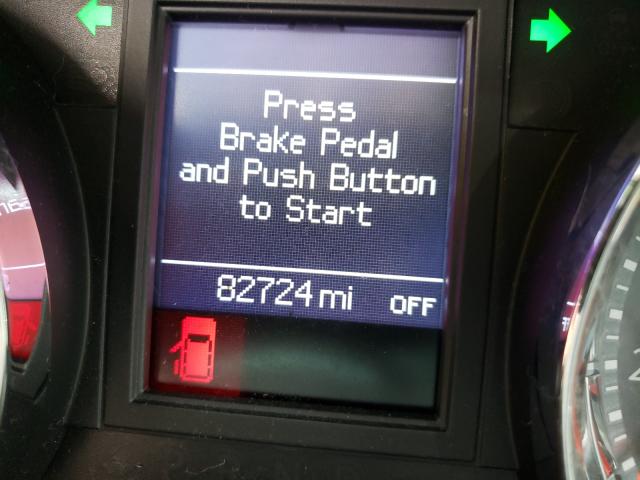 Press
Brake Pedal
and Push Button
to Start
82724 mi OFF